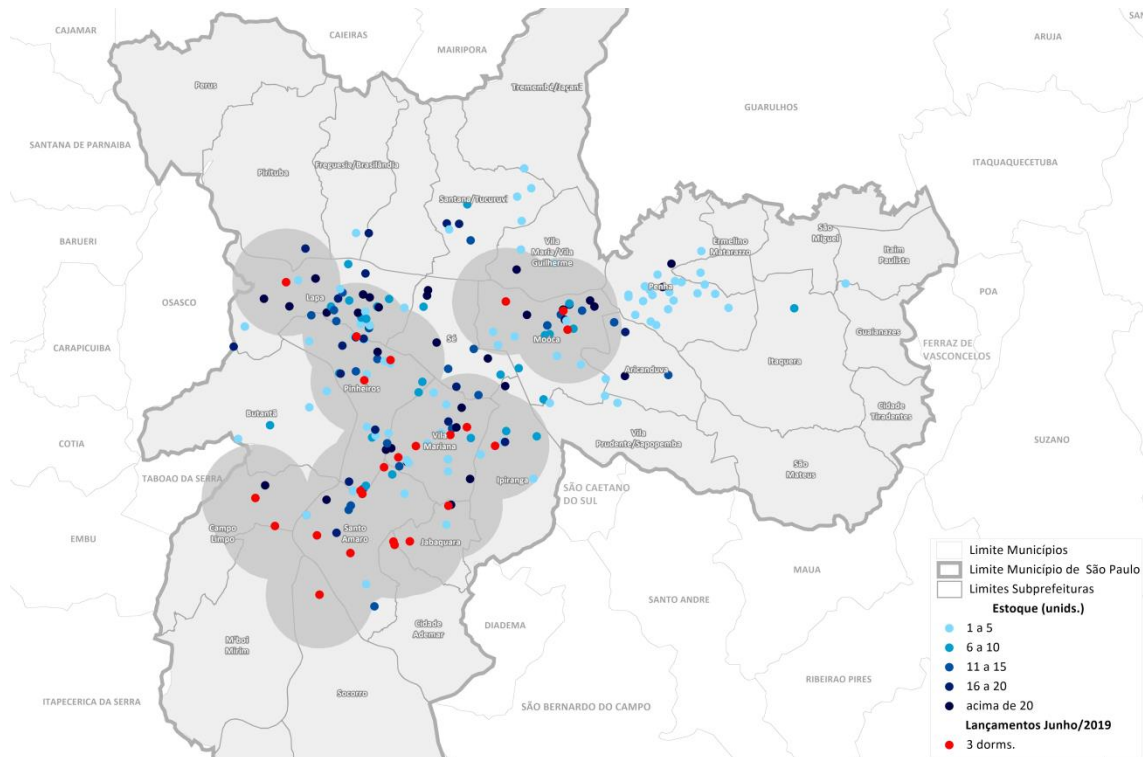 CAJAMAR
CAIEIRAS
MAIRIPORA
ARUJA
SAN
Perus
Tremembé/Jaçanã
GUARULHOS
SANTANA DE PARNAIBA
Pirituba
Freguesia/Brasilândia
ITAQUAQUECETUBA
Santana/Tucuruvi
BARUERI
Vila
Maria/Vila
Guilherme
Ermelino
Matarazzo
São
Miguel
Itaim
Paulista
OSASCO
Lapa
Penha
POA
CARAPICUIBA
Sé
Moóca
Guaianazes
FERRAZ DE
VASCONCELOS
Itaquera
Aricanduva
Pinheiros
Butantã
Cidade
Tiradentes
COTIA
Vila
Mariana
Vila
Prudente/Sapopemba
SUZANO
São
Mateus
TABOAO DA SERRA
Ipiranga
SÃO CAETANO
DO SUL
EMBU
Campo
Limpo
Santo
Amaro
Jabaquara
MAUA
SANTO ANDRE
DIADEMA
Cidade
Ademar
M'boi
Mirim
RIBEIRAO PIRES
Socorro
ITAPECERICA DA SERRA
SÃO BERNARDO DO CAMPO
Limite Municípios
Limite Município de São Paulo
Limites Subprefeituras
Estoque (unids.)
1 a 5
6 a 10
11 a 15
16 a 20
acima de 20
Lançamentos Junho/2019
3 dorms.